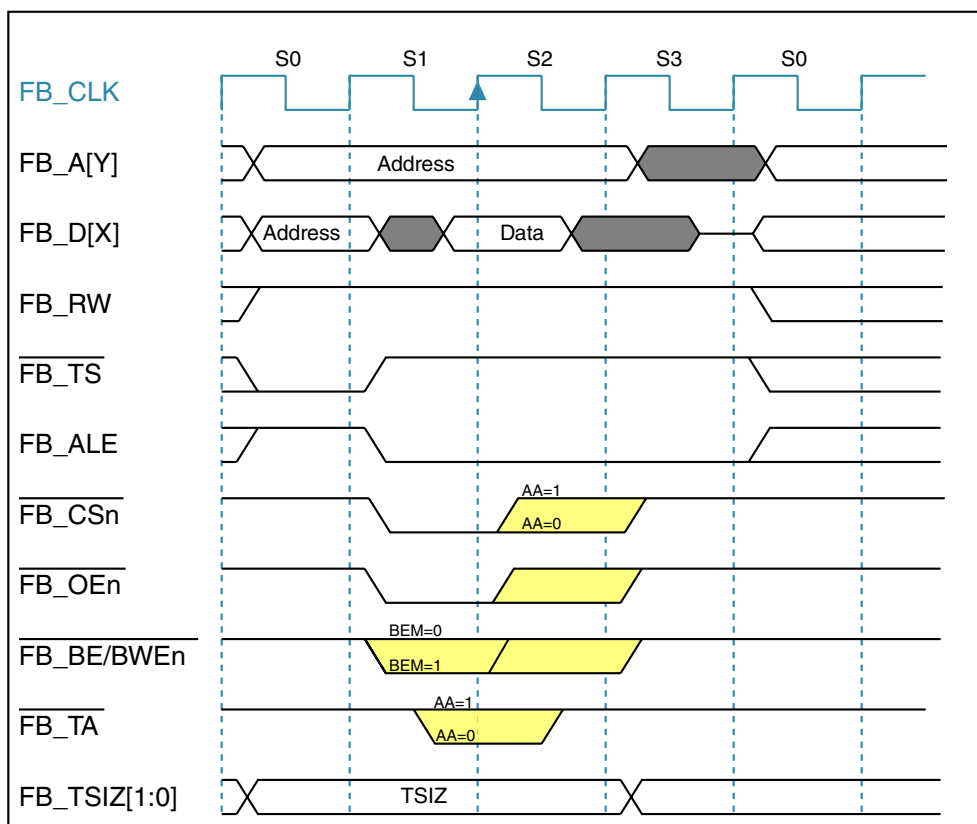 S0 S1 S2 S3 S0
FB_CLK
FB_A[Y] Address
FB_D[X] Address Data
FB_RW
FB_TS
FB_ALE
AA=1
FB_CSn AA=0
FB_OEn
BEM=0
FB_BE/BWEn BEM=1
AA=1
FB_TA AA=0
FB_TSIZ[1:0] TSIZ